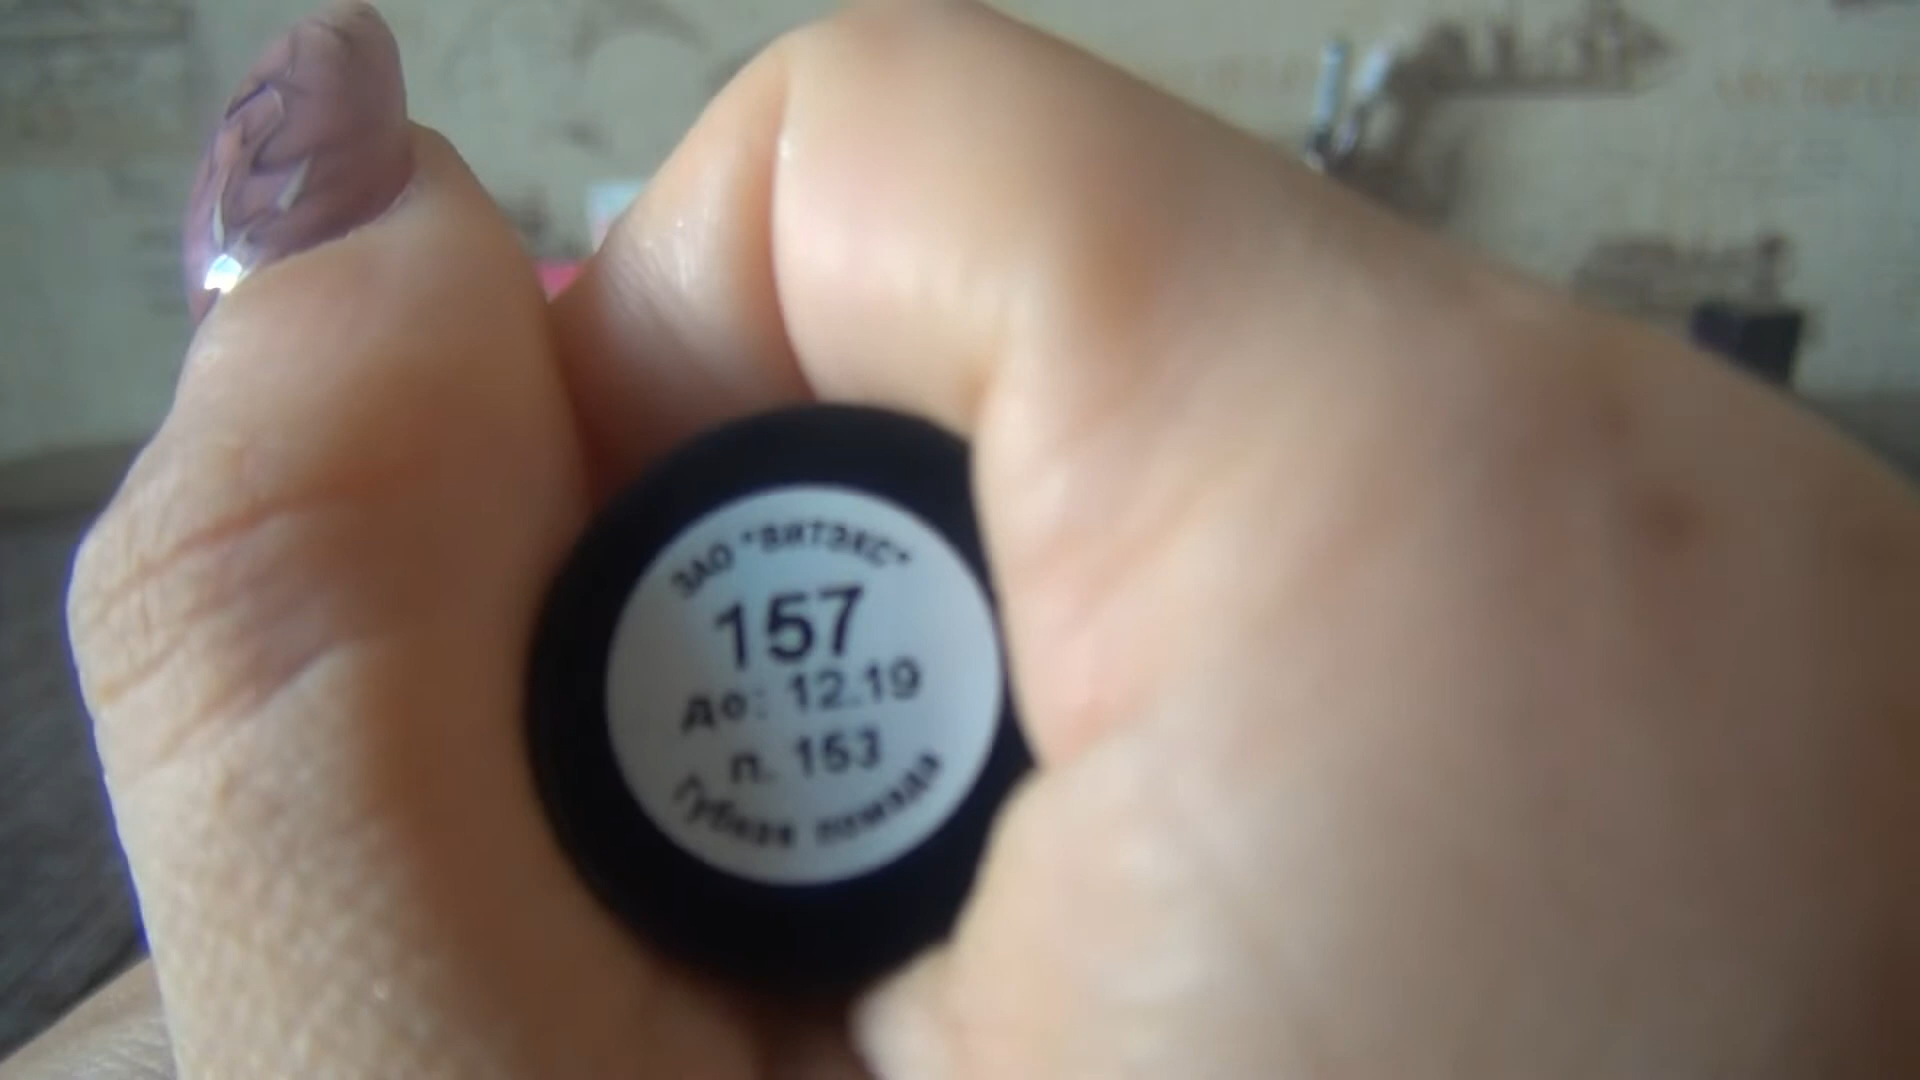 ЗАО "ВИТЭКС"
157
До: 12.19
п. 153
Губная помада